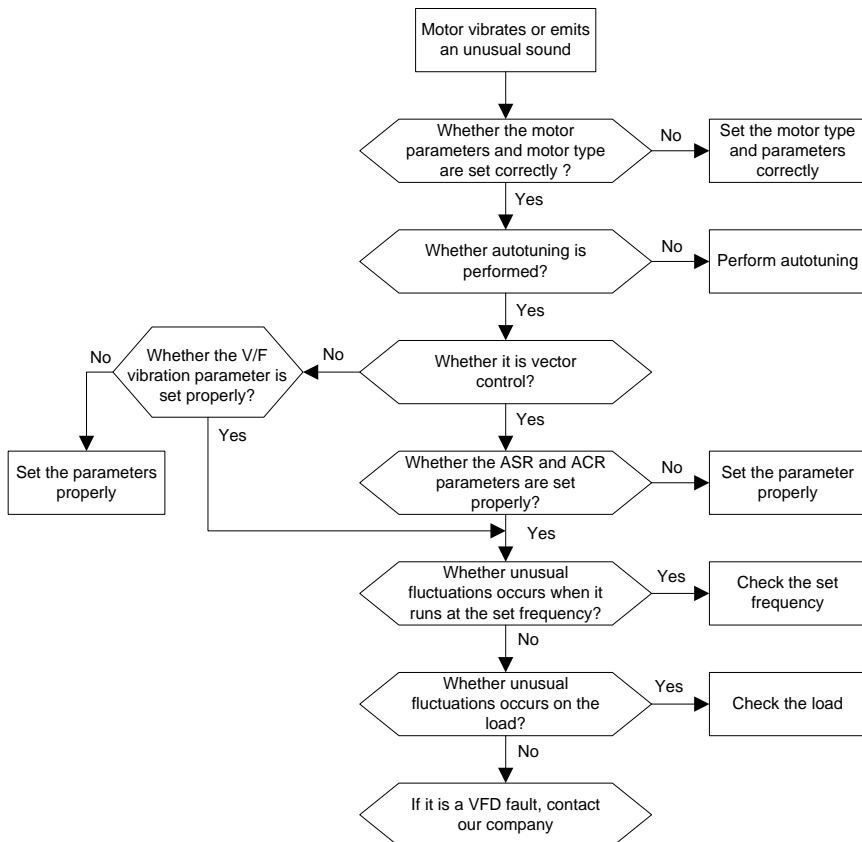 Motor vibrates or emits
an unusual sound
Whether the motor
parameters and motor type
are set correctly ?
No
Set the motor type
and parameters
correctly
Yes
Whether autotuning is
performed?
No
Perform autotuning
Yes
Whether it is vector
control?
No
Whether the V/F
vibration parameter is
set properly?
No
Set the parameters
properly
Yes
Yes
Whether the ASR and ACR
parameters are set
properly?
No
Set the parameter
properly
Yes
Whether unusual
fluctuations occurs when it
runs at the set frequency?
Yes
Check the set
frequency
No
Whether unusual
fluctuations occurs on the
load?
Yes
Check the load
No
If it is a VFD fault, contact
our company